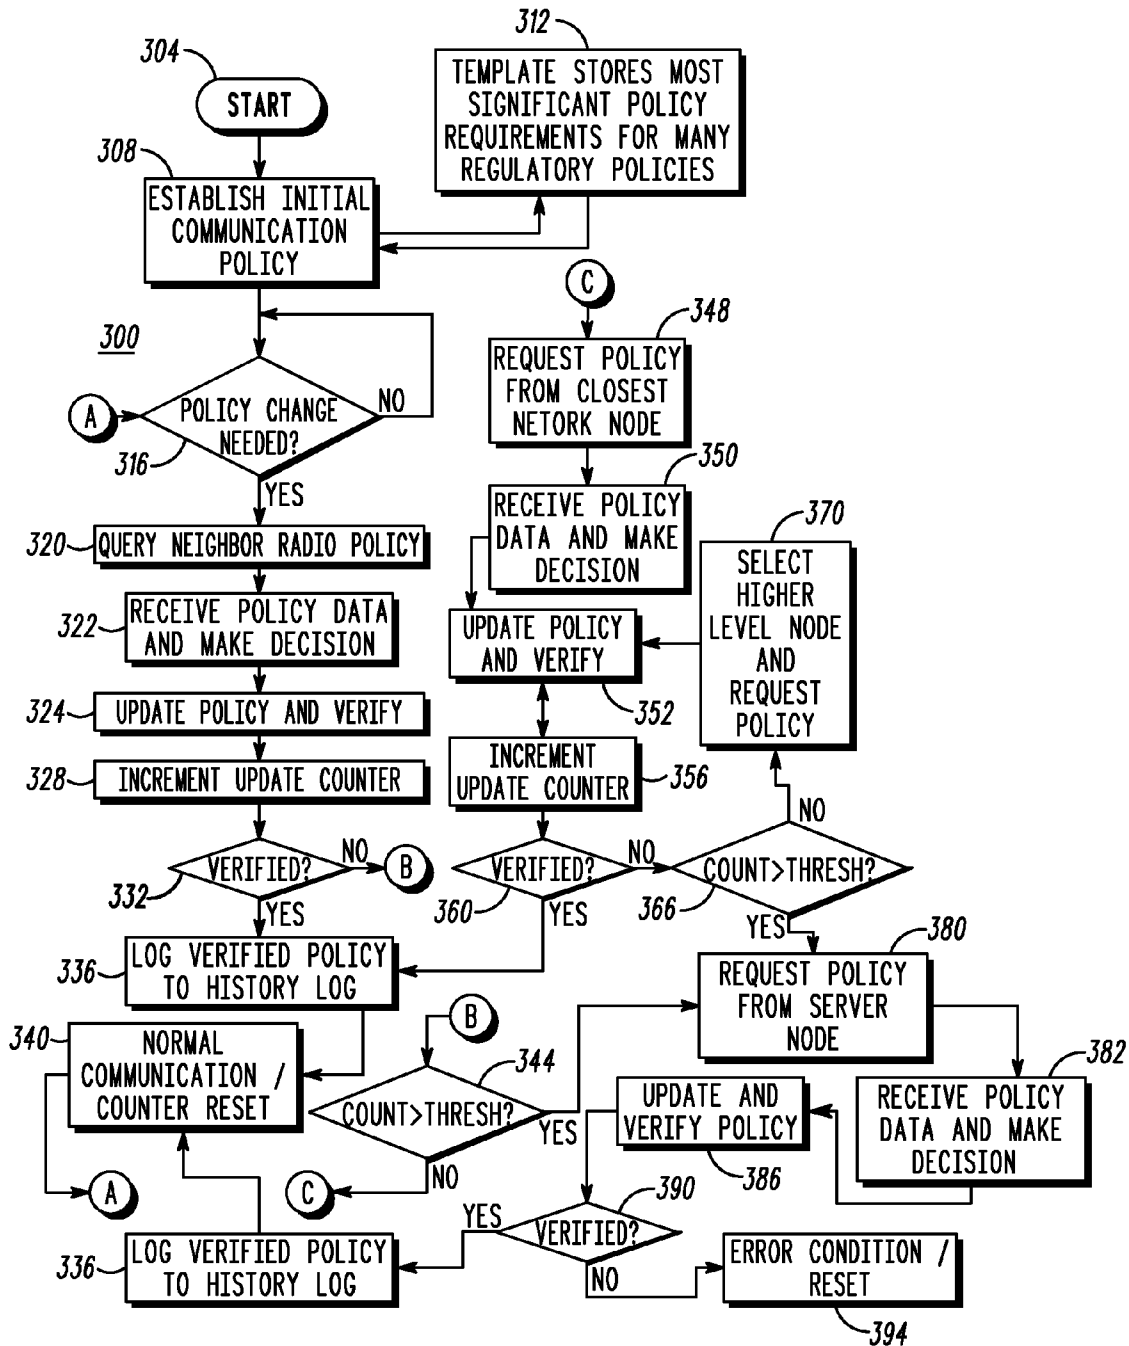 304
START
312
TEMPLATE STORES MOST
SIGNIFICANT POLICY
REQUIREMENTS FOR MANY
REGULATORY POLICIES
308
ESTABLISH INITIAL
COMMUNICATION
POLICY
300
A
POLICY CHANGE
NEEDED?
NO
316
YES
320
QUERY NEIGHBOR RADIO POLICY
322
RECEIVE POLICY DATA
AND MAKE DECISION
324
UPDATE POLICY AND VERIFY
328
INCREMENT UPDATE COUNTER
VERIFIED?
NO
B
332
YES
336
LOG VERIFIED POLICY
TO HISTORY LOG
340
NORMAL
COMMUNICATION /
COUNTER RESET
A
C
348
REQUEST POLICY
FROM CLOSEST
NETORK NODE
350
RECEIVE POLICY
DATA AND MAKE
DECISION
UPDATE POLICY
AND VERIFY
352
INCREMENT
UPDATE COUNTER
356
VERIFIED?
NO
360
YES
370
SELECT
HIGHER
LEVEL NODE
AND
REQUEST
POLICY
NO
COUNT>THRESH?
366
YES
380
REQUEST POLICY
FROM SERVER
NODE
B
344
COUNT>THRESH?
YES
NO
C
382
RECEIVE POLICY
DATA AND MAKE
DECISION
UPDATE AND
VERIFY POLICY
386
390
YES
VERIFIED?
NO
336
LOG VERIFIED POLICY
TO HISTORY LOG
ERROR CONDITION /
RESET
394